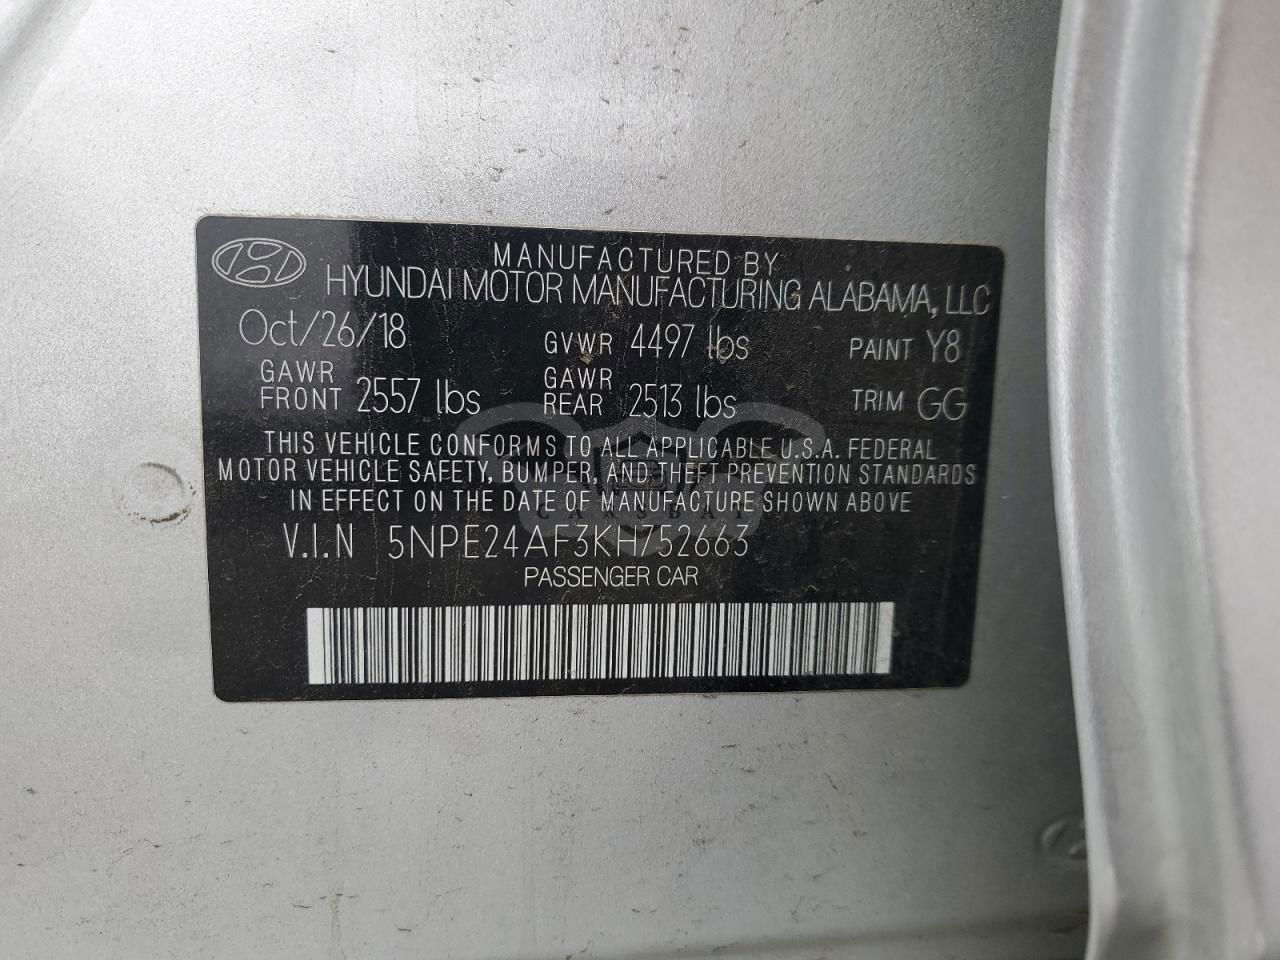 MANUFACTURED BY
HYUNDAI MOTOR MANUFACTURING ALABAMA, LLC
Oct/26/18 GVWR 4497 lbs PAINT Y8
GAWR FRONT 2557 lbs GAWR REAR 2513 lbs TRIM GG
THIS VEHICLE CONFORMS TO ALL APPLICABLE U.S.A. FEDERAL
MOTOR VEHICLE SAFETY, BUMPER, AND THEFT PREVENTION STANDARDS
IN EFFECT ON THE DATE OF MANUFACTURE SHOWN ABOVE
V.I.N 5NPE24AF3KH752663
PASSENGER CAR